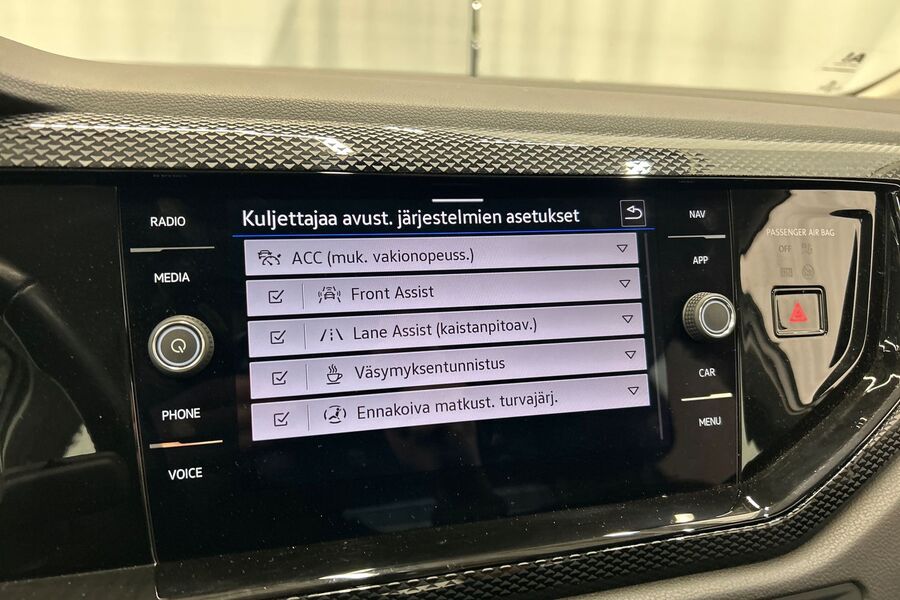 RADIO
MEDIA
PHONE
VOICE
Kuljettajaa avust. järjestelmien asetukset
ACC (muk. vakionopeuss.)
Front Assist
Lane Assist (kaistanpitoav.)
Väsymyksentunnistus
Ennakoiva matkust. turvajärj.
NAV
APP
CAR
MENU
PASSENGER AIR BAG
OFF